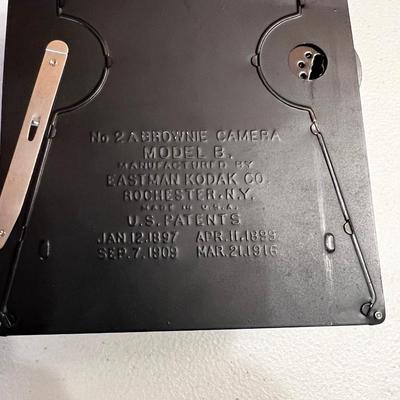 No 2 A BROWNIE CAMERA
MODEL B.
MANUFACTURED BY
EASTMAN KODAK CO.
ROCHESTER, N.Y.
MADE IN U.S.A.
U.S. PATENTS
JAN. 12. 1897 APR. 11. 1899
SEP. 7. 1909 MAR. 21. 1916